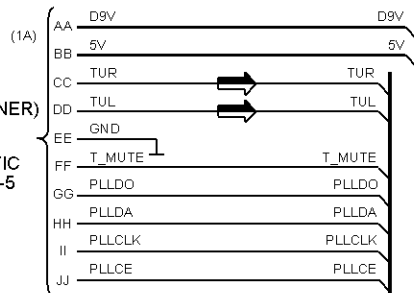 AA D9V D9V
(1A)
BB 5V 5V
CC TUR TUR
NER) DD TUL TUL
EE GND
FF T_MUTE T_MUTE
TIC
-5
GG PLLDO PLLDO
HH PLLDA PLLDA
II PLLCLK PLLCLK
JJ PLLCE PLLCE